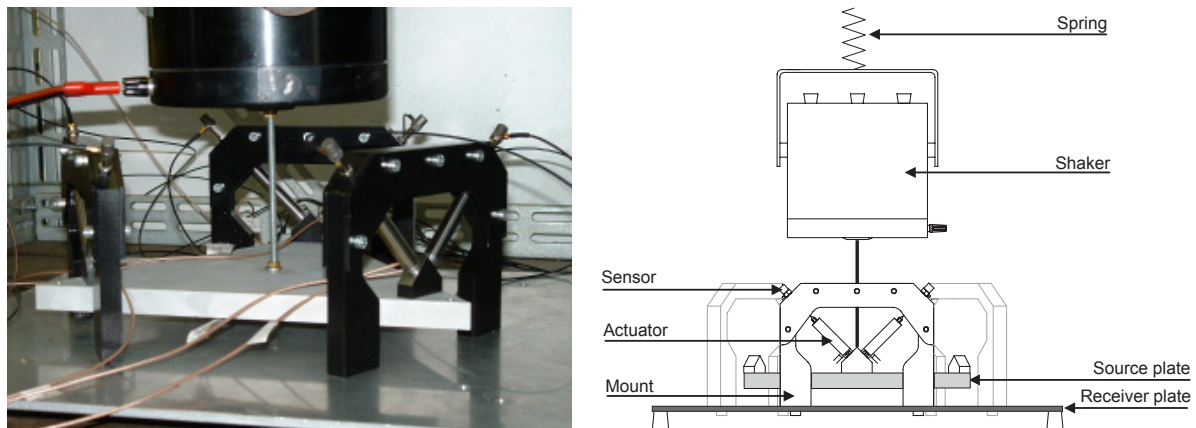 Spring
Shaker
Sensor
Actuator
Source plate
Mount
Receiver plate